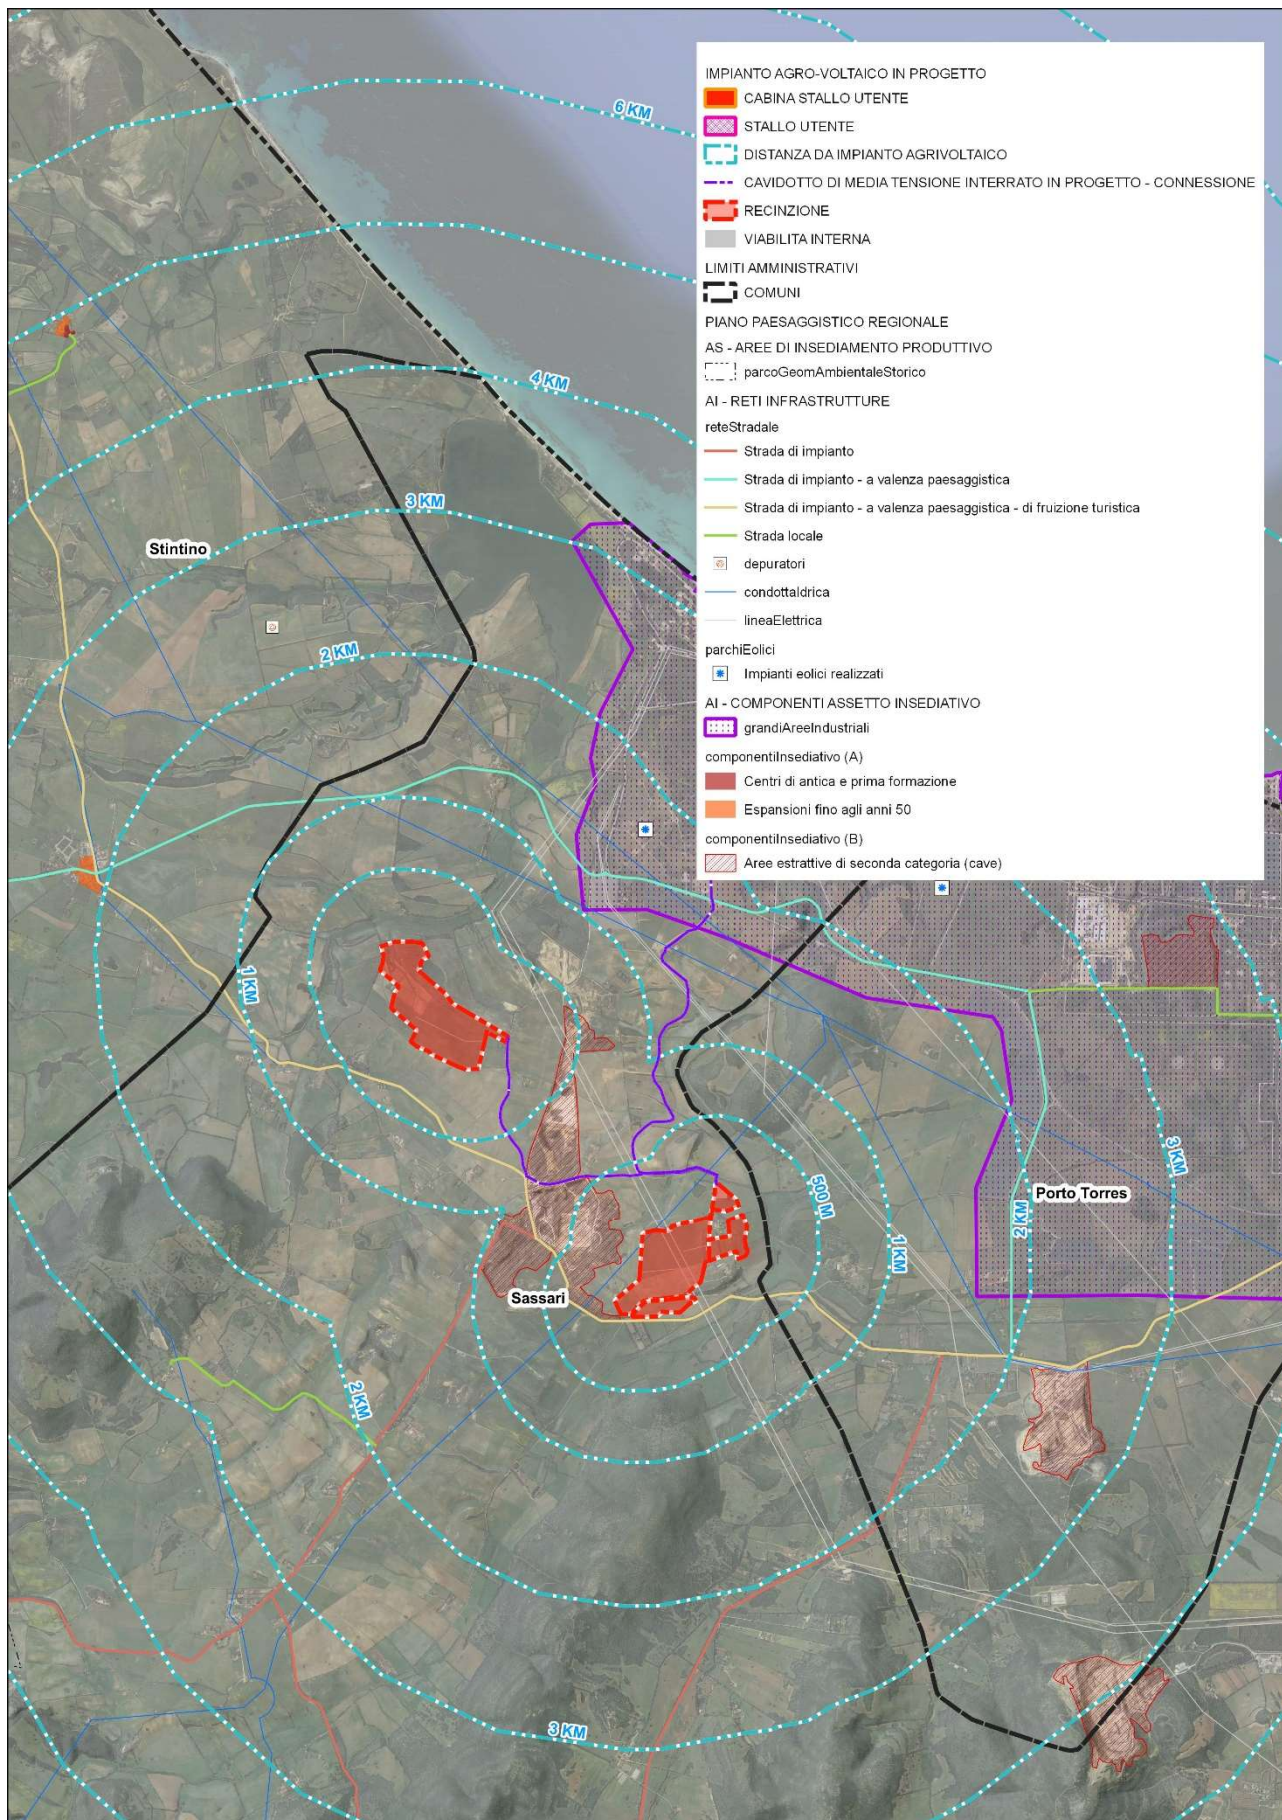 IMPIANTO AGRO-VOLTAICO IN PROGETTO
CABINA STALLO UTENTE
STALLO UTENTE
DISTANZA DA IMPIANTO AGRIVOLTAICO
CAVIDOTTO DI MEDIA TENSIONE INTERRATO IN PROGETTO - CONNESSIONE
RECINZIONE
VIABILITA INTERNA
LIMITI AMMINISTRATIVI
COMUNI
PIANO PAESAGGISTICO REGIONALE
AS - AREE DI INSEDIAMENTO PRODUTTIVO
parcoGeomAmbientaleStorico
AI - RETI INFRASTRUTTURE
reteStradale
Strada di impianto
Strada di impianto - a valenza paesaggistica
Strada di impianto - a valenza paesaggistica - di fruizione turistica
Strada locale
depuratori
condottaIdrica
lineaElettrica
parchiEolici
Impianti eolici realizzati
AI - COMPONENTI ASSETTO INSEDIATIVO
grandiAreeIndustriali
componentiInsediativo (A)
Centri di antica e prima formazione
Espansioni fino agli anni 50
componentiInsediativo (B)
Aree estrattive di seconda categoria (cave)
6 KM
4 KM
3 KM
Stintino
2 KM
1 KM
500 M
1 KM
2 KM
3 KM
Porto Torres
Sassari
2 KM
3 KM